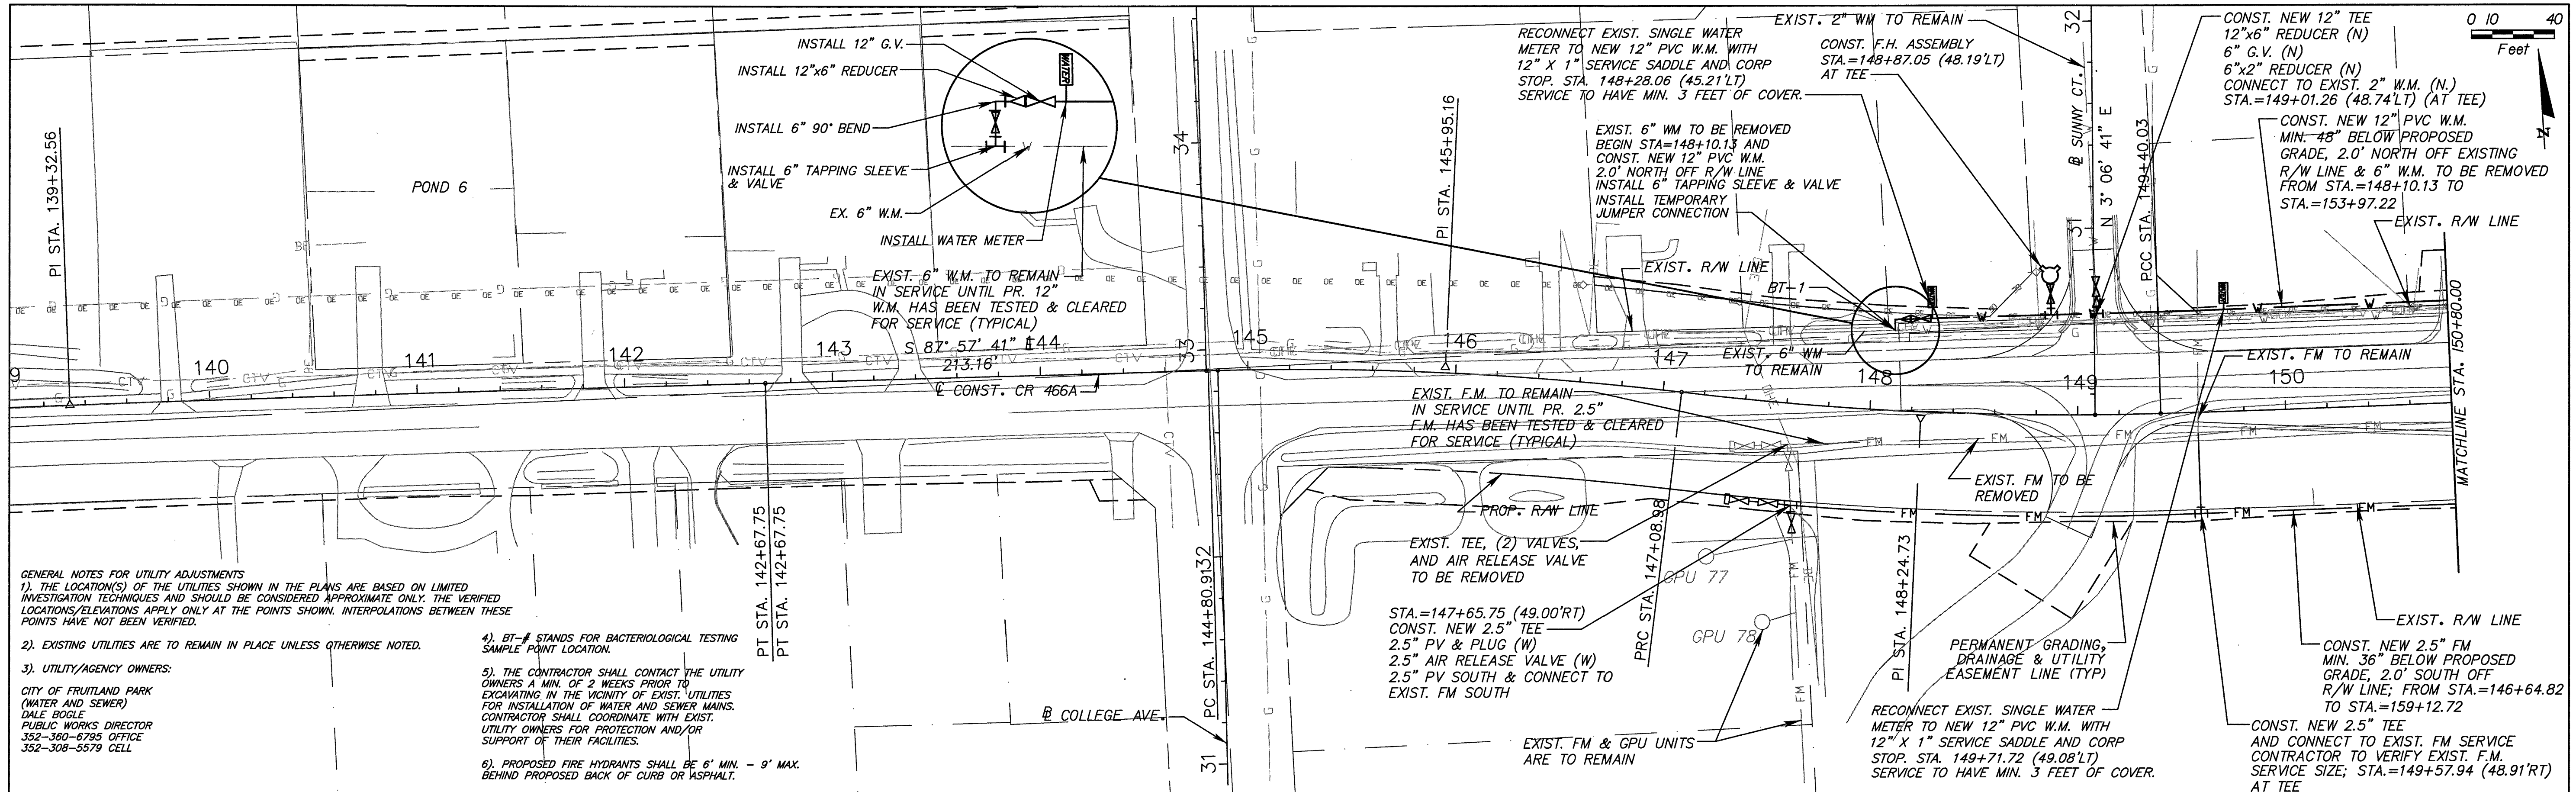 INSTALL 12" G.V.
INSTALL 12"x6" REDUCER
INSTALL 6" 90° BEND
INSTALL 6" TAPPING SLEEVE
& VALVE
EX. 6" W.M.
INSTALL WATER METER
WATER
W
EXIST. 6" W.M. TO REMAIN
IN SERVICE UNTIL PR. 12"
W.M. HAS BEEN TESTED & CLEARED
FOR SERVICE (TYPICAL)
POND 6
PI STA. 139+32.56
S 87° 57' 41" E
213.16'
℄ CONST. CR 466A
9
140
141
142
143
144
145
146
147
148
149
150
34
33
32
31
32
31
PI STA. 145+95.16
RECONNECT EXIST. SINGLE WATER
METER TO NEW 12" PVC W.M. WITH
12" X 1" SERVICE SADDLE AND CORP
STOP. STA. 148+28.06 (45.21'LT)
SERVICE TO HAVE MIN. 3 FEET OF COVER.
EXIST. 6" WM TO BE REMOVED
BEGIN STA=148+10.13 AND
CONST. NEW 12" PVC W.M.
2.0' NORTH OFF R/W LINE
INSTALL 6" TAPPING SLEEVE & VALVE
INSTALL TEMPORARY
JUMPER CONNECTION
EXIST. R/W LINE
BT-1
EXIST. 6" WM
TO REMAIN
EXIST. 2" WM TO REMAIN
CONST. F.H. ASSEMBLY
STA.=148+87.05 (48.19'LT)
AT TEE
SUNNY CT.
N 3° 06' 41" E
PCC STA. 149+40.03
CONST. NEW 12" TEE
12"x6" REDUCER (N)
6" G.V. (N)
6"x2" REDUCER (N)
CONNECT TO EXIST. 2" W.M. (N.)
STA.=149+01.26 (48.74'LT) (AT TEE)
CONST. NEW 12" PVC W.M.
MIN. 48" BELOW PROPOSED
GRADE, 2.0' NORTH OFF EXISTING
R/W LINE & 6" W.M. TO BE REMOVED
FROM STA.=148+10.13 TO
STA.=153+97.22
EXIST. R/W LINE
0 10 40
Feet
N
MATCHLINE STA. 150+80.00
EXIST. FM TO REMAIN
EXIST. F.M. TO REMAIN
IN SERVICE UNTIL PR. 2.5"
F.M. HAS BEEN TESTED & CLEARED
FOR SERVICE (TYPICAL)
EXIST. FM TO BE
REMOVED
PROP. R/W LINE
EXIST. TEE, (2) VALVES,
AND AIR RELEASE VALVE
TO BE REMOVED
GPU 77
GPU 78
STA.=147+65.75 (49.00'RT)
CONST. NEW 2.5" TEE
2.5" PV & PLUG (W)
2.5" AIR RELEASE VALVE (W)
2.5" PV SOUTH & CONNECT TO
EXIST. FM SOUTH
EXIST. FM & GPU UNITS
ARE TO REMAIN
PRC STA. 147+08.98
PI STA. 148+24.73
PERMANENT GRADING,
DRAINAGE & UTILITY
EASEMENT LINE (TYP)
RECONNECT EXIST. SINGLE WATER
METER TO NEW 12" PVC W.M. WITH
12" X 1" SERVICE SADDLE AND CORP
STOP. STA. 149+71.72 (49.08'LT)
SERVICE TO HAVE MIN. 3 FEET OF COVER.
EXIST. R/W LINE
CONST. NEW 2.5" FM
MIN. 36" BELOW PROPOSED
GRADE, 2.0' SOUTH OFF
R/W LINE; FROM STA.=146+64.82
TO STA.=159+12.72
CONST. NEW 2.5" TEE
AND CONNECT TO EXIST. FM SERVICE
CONTRACTOR TO VERIFY EXIST. F.M.
SERVICE SIZE; STA.=149+57.94 (48.91'RT)
AT TEE
PT STA. 142+67.75
PT STA. 142+67.75
PC STA. 144+80.91
COLLEGE AVE.
GENERAL NOTES FOR UTILITY ADJUSTMENTS
1). THE LOCATION(S) OF THE UTILITIES SHOWN IN THE PLANS ARE BASED ON LIMITED
INVESTIGATION TECHNIQUES AND SHOULD BE CONSIDERED APPROXIMATE ONLY. THE VERIFIED
LOCATIONS/ELEVATIONS APPLY ONLY AT THE POINTS SHOWN. INTERPOLATIONS BETWEEN THESE
POINTS HAVE NOT BEEN VERIFIED.
2). EXISTING UTILITIES ARE TO REMAIN IN PLACE UNLESS OTHERWISE NOTED.
3). UTILITY/AGENCY OWNERS:
CITY OF FRUITLAND PARK
(WATER AND SEWER)
DALE BOGLE
PUBLIC WORKS DIRECTOR
352-360-6795 OFFICE
352-308-5579 CELL
4). BT-# STANDS FOR BACTERIOLOGICAL TESTING
SAMPLE POINT LOCATION.
5). THE CONTRACTOR SHALL CONTACT THE UTILITY
OWNERS A MIN. OF 2 WEEKS PRIOR TO
EXCAVATING IN THE VICINITY OF EXIST. UTILITIES
FOR INSTALLATION OF WATER AND SEWER MAINS.
CONTRACTOR SHALL COORDINATE WITH EXIST.
UTILITY OWNERS FOR PROTECTION AND/OR
SUPPORT OF THEIR FACILITIES.
6). PROPOSED FIRE HYDRANTS SHALL BE 6' MIN. - 9' MAX.
BEHIND PROPOSED BACK OF CURB OR ASPHALT.